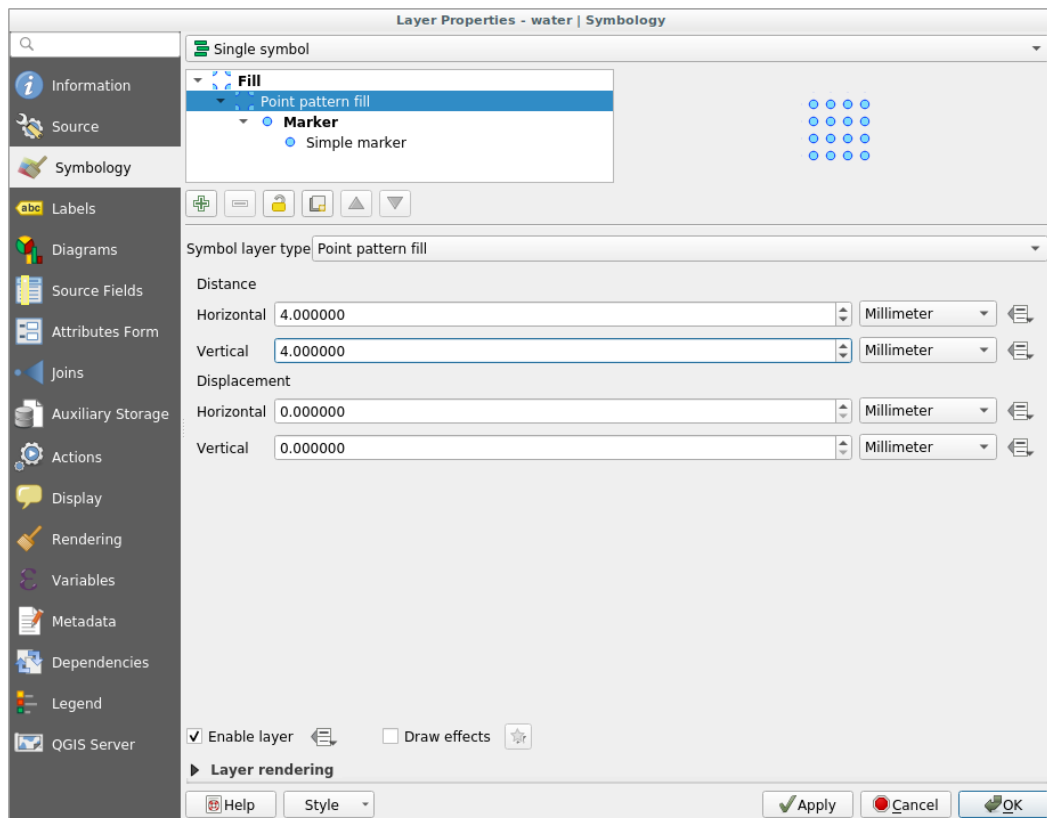 Layer Properties - water | Symbology
Information
Source
Symbology
Labels
Diagrams
Source Fields
Attributes Form
Joins
Auxiliary Storage
Actions
Display
Rendering
Variables
Metadata
Dependencies
Legend
QGIS Server
Single symbol
Fill
Point pattern fill
Marker
Simple marker
Symbol layer type Point pattern fill
Distance
Horizontal 4.000000 Millimeter
Vertical 4.000000 Millimeter
Displacement
Horizontal 0.000000 Millimeter
Vertical 0.000000 Millimeter
Enable layer Draw effects
Layer rendering
Help Style Apply Cancel OK
abc